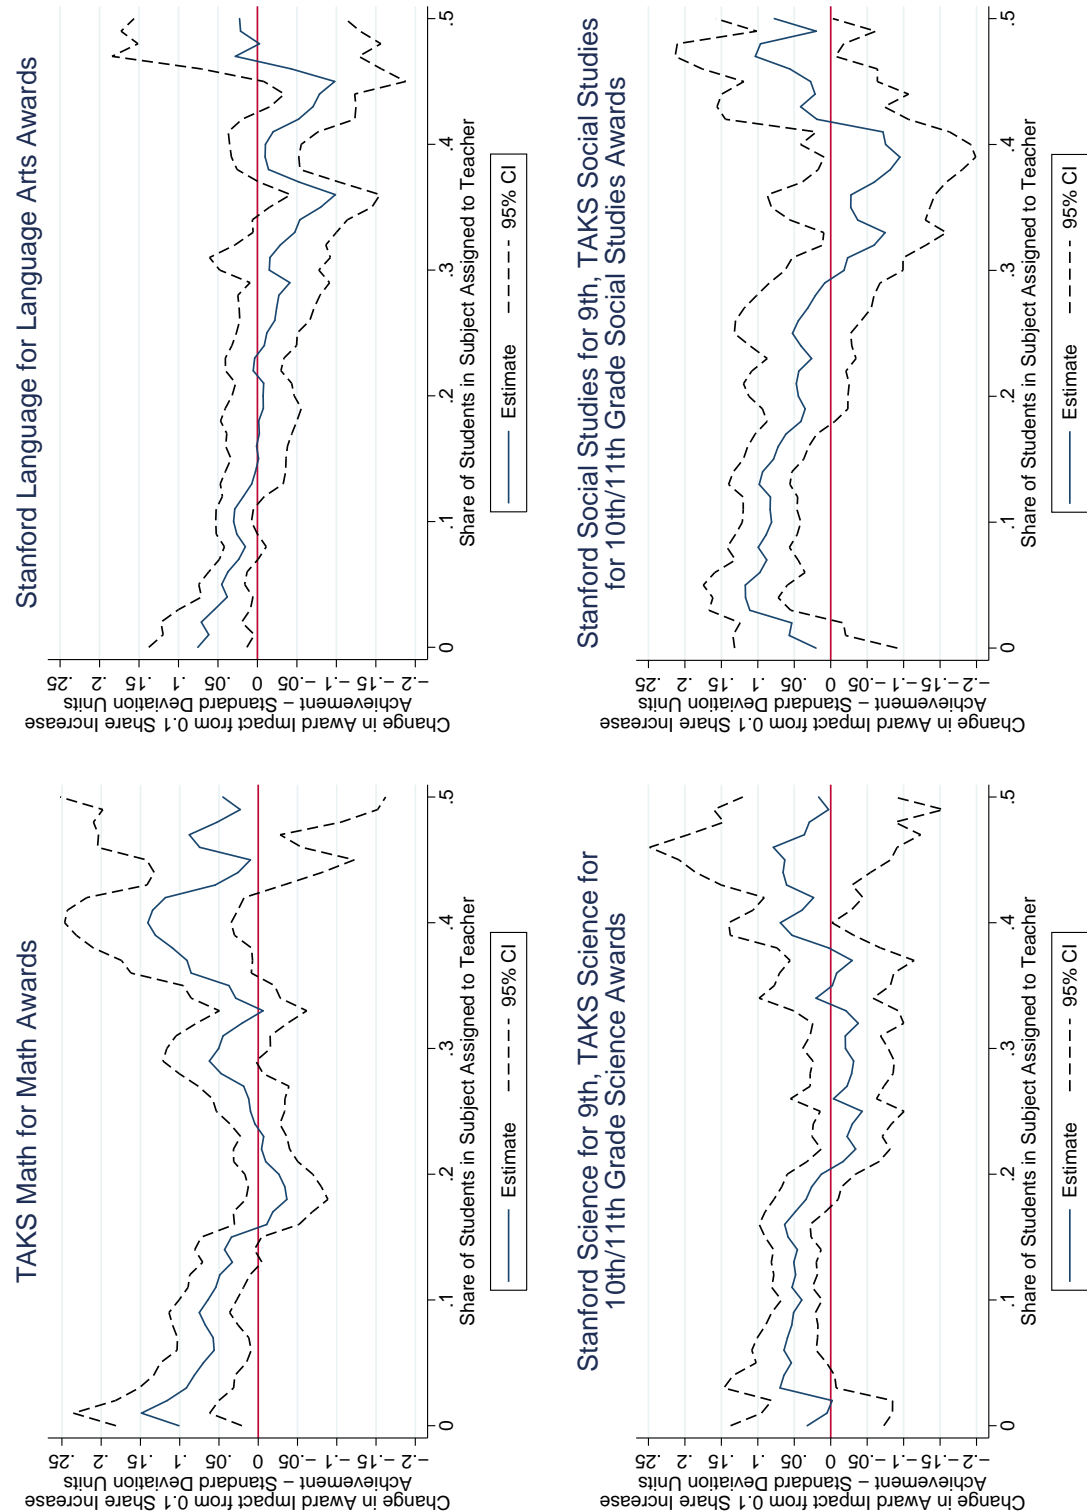 TAKS Math for Math Awards
Change in Award Impact from 0.1 Share Increase
Achievement – Standard Deviation Units
.25
.2
.15
.1
.05
0
−.05
−.1
−.15
−.2
0
.1
.2
.3
.4
.5
Share of Students in Subject Assigned to Teacher
Estimate
95% CI
Stanford Language for Language Arts Awards
Change in Award Impact from 0.1 Share Increase
Achievement – Standard Deviation Units
.25
.2
.15
.1
.05
0
−.05
−.1
−.15
−.2
0
.1
.2
.3
.4
.5
Share of Students in Subject Assigned to Teacher
Estimate
95% CI
Stanford Science for 9th, TAKS Science for
10th/11th Grade Science Awards
Change in Award Impact from 0.1 Share Increase
Achievement – Standard Deviation Units
.25
.2
.15
.1
.05
0
−.05
−.1
−.15
−.2
0
.1
.2
.3
.4
.5
Share of Students in Subject Assigned to Teacher
Estimate
95% CI
Stanford Social Studies for 9th, TAKS Social Studies
for 10th/11th Grade Social Studies Awards
Change in Award Impact from 0.1 Share Increase
Achievement – Standard Deviation Units
.25
.2
.15
.1
.05
0
−.05
−.1
−.15
−.2
0
.1
.2
.3
.4
.5
Share of Students in Subject Assigned to Teacher
Estimate
95% CI